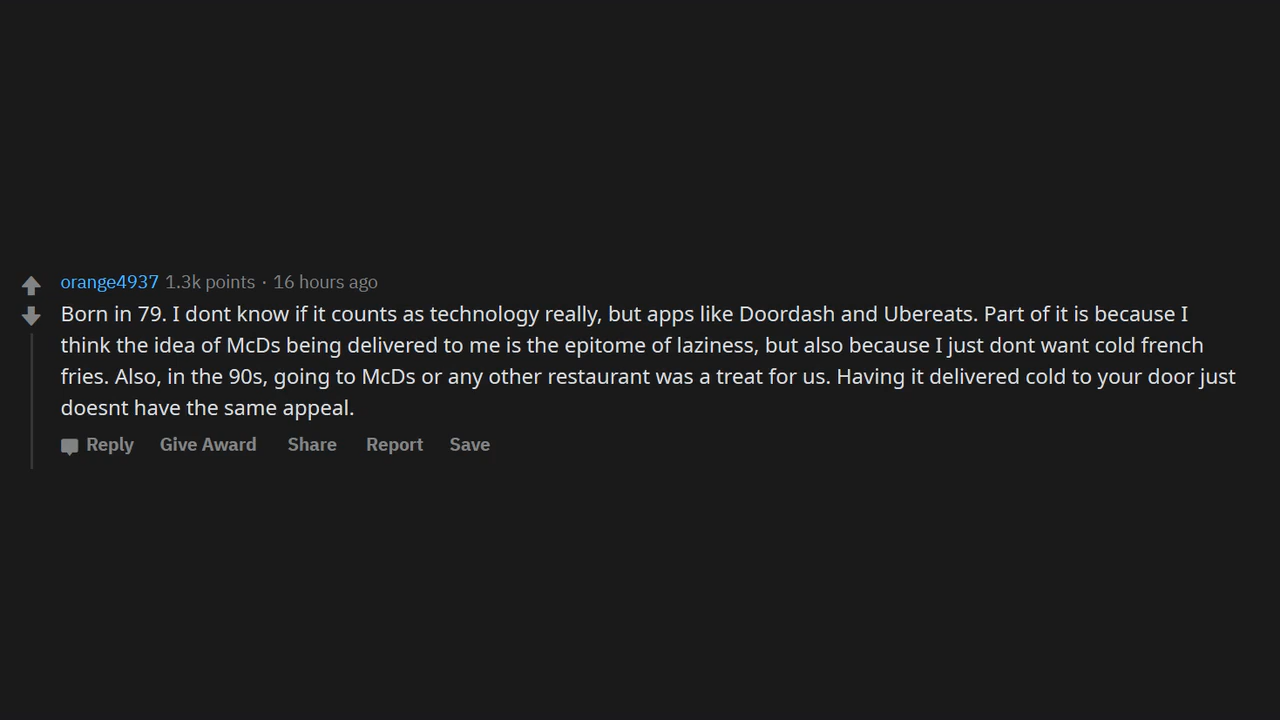 orange4937 1.3k points · 16 hours ago
Born in 79. I dont know if it counts as technology really, but apps like Doordash and Ubereats. Part of it is because I
think the idea of McDs being delivered to me is the epitome of laziness, but also because I just dont want cold french
fries. Also, in the 90s, going to McDs or any other restaurant was a treat for us. Having it delivered cold to your door just
doesnt have the same appeal.
Reply Give Award Share Report Save